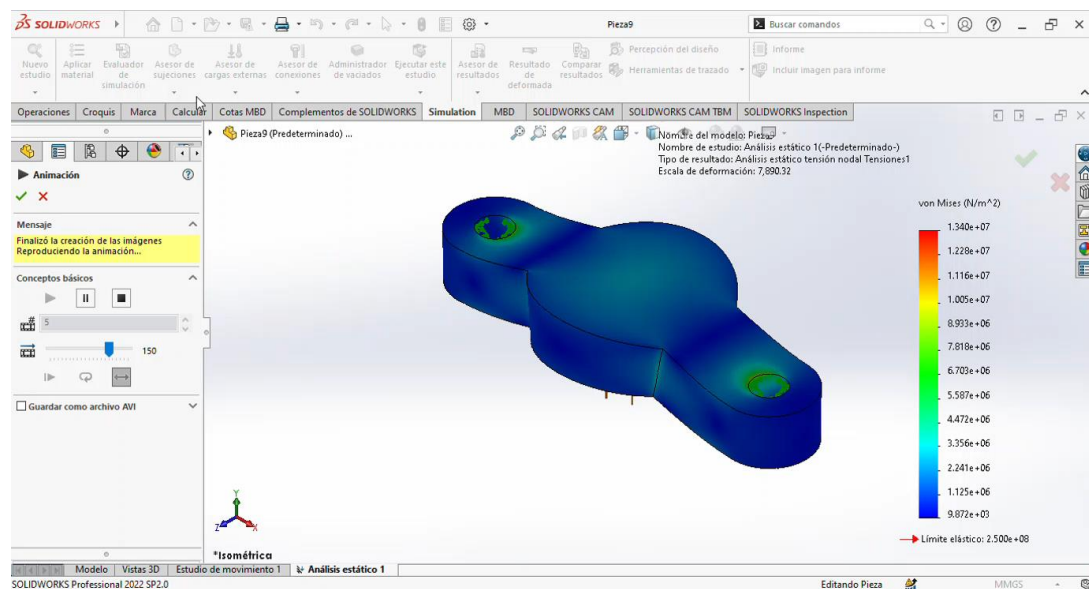 SOLIDWORKS
Pieza9
Buscar comandos
Nuevo estudio
Aplicar material
Evaluador de simulación
Asesor de sujeciones
Asesor de cargas externas
Asesor de conexiones
Administrador de vaciados
Ejecutar este estudio
Asesor de resultados
Resultado de deformada
Comparar resultados
Percepción del diseño
Herramientas de trazado
Informe
Incluir imagen para informe
Operaciones Croquis Marca Calcular Cotas MBD Complementos de SOLIDWORKS Simulation MBD SOLIDWORKS CAM SOLIDWORKS CAM TBM SOLIDWORKS Inspection
Pieza9 (Predeterminado) ...
Nombre del modelo: Pieza9
Nombre de estudio: Análisis estático 1(-Predeterminado-)
Tipo de resultado: Análisis estático tensión nodal Tensiones1
Escala de deformación: 7,890.32
Animación
Mensaje
Finalizó la creación de las imágenes
Reproduciendo la animación...
Conceptos básicos
5
150
Guardar como archivo AVI
von Mises (N/m^2)
1.340e+07
1.228e+07
1.116e+07
1.005e+07
8.933e+06
7.818e+06
6.703e+06
5.587e+06
4.472e+06
3.356e+06
2.241e+06
1.125e+06
9.872e+03
Límite elástico: 2.500e+08
Y
Z
X
*Isométrica
Modelo Vistas 3D Estudio de movimiento 1 Análisis estático 1
SOLIDWORKS Professional 2022 SP2.0
Editando Pieza
MMGS